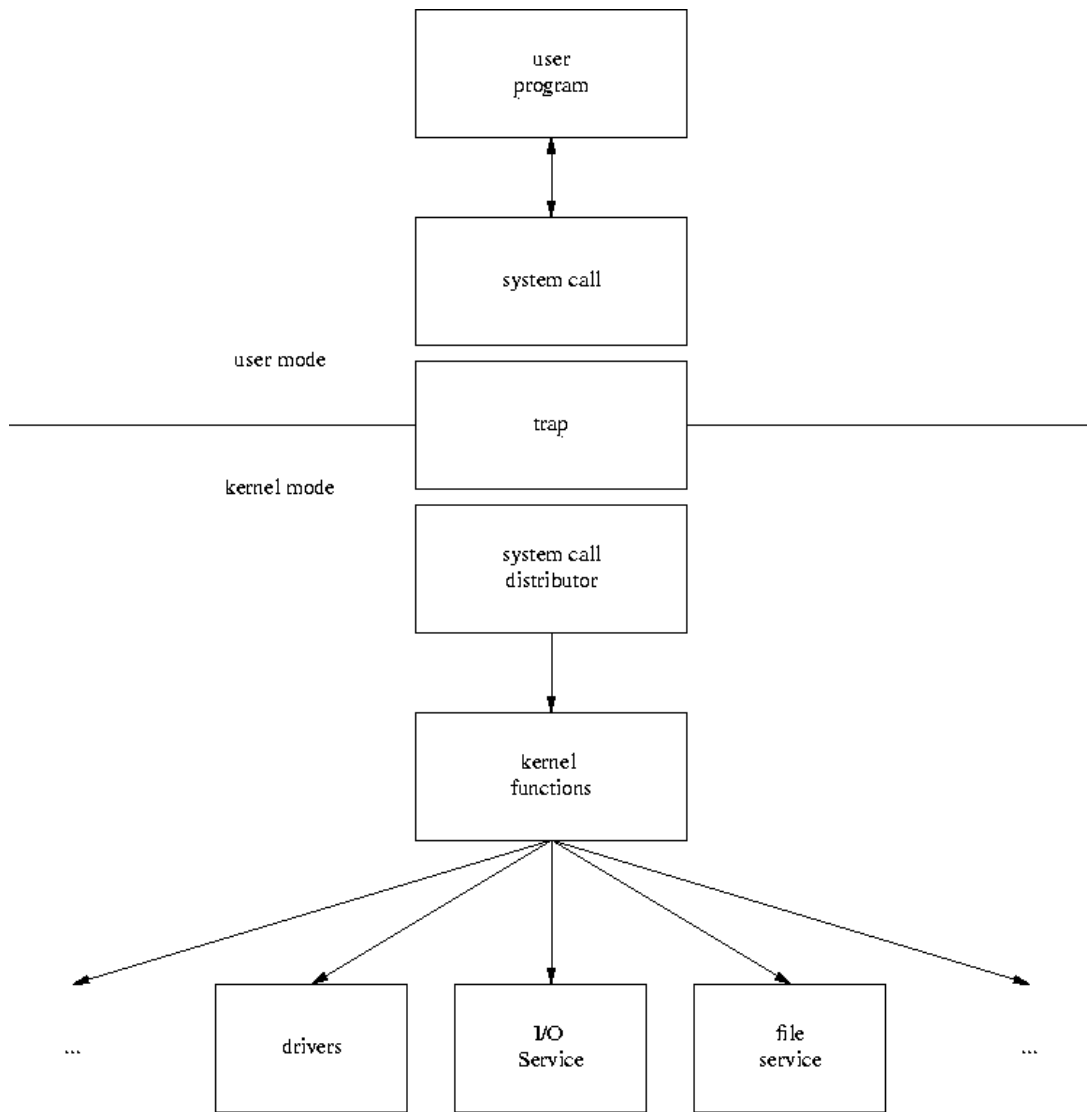 user
program
system call
user mode
trap
kernel mode
system call
distributor
kernel
functions
...
drivers
I/O
Service
file
service
...